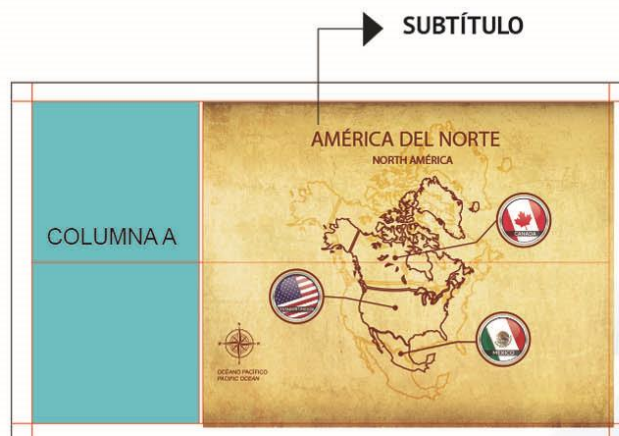 SUBTÍTULO
AMÉRICA DEL NORTE
NORTH AMÉRICA
CANADA
COLUMNA A
MEXICO
OCÉANO PACÍFICO
PACIFIC OCEAN